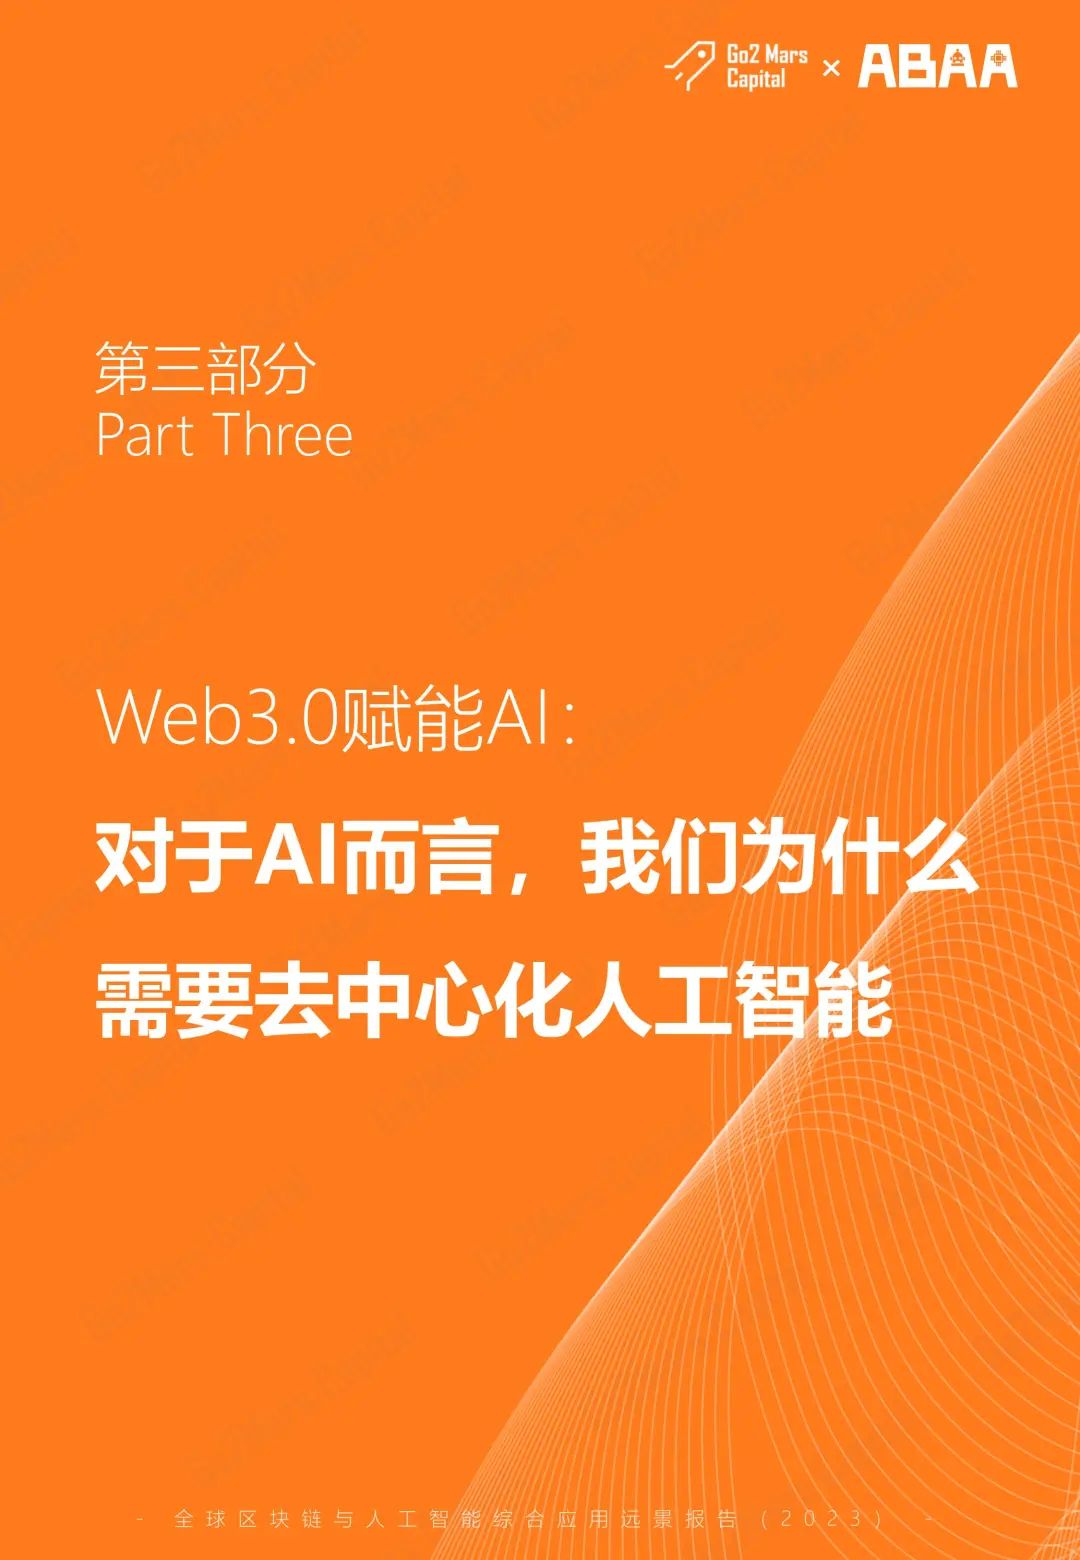 Go2 Mars
Capital
×
ABAA
第三部分
Part Three
Web3.0赋能AI：
对于AI而言，我们为什么
需要去中心化人工智能
- 全球区块链与人工智能综合应用远景报告（2023） -
Go2Mars Capital